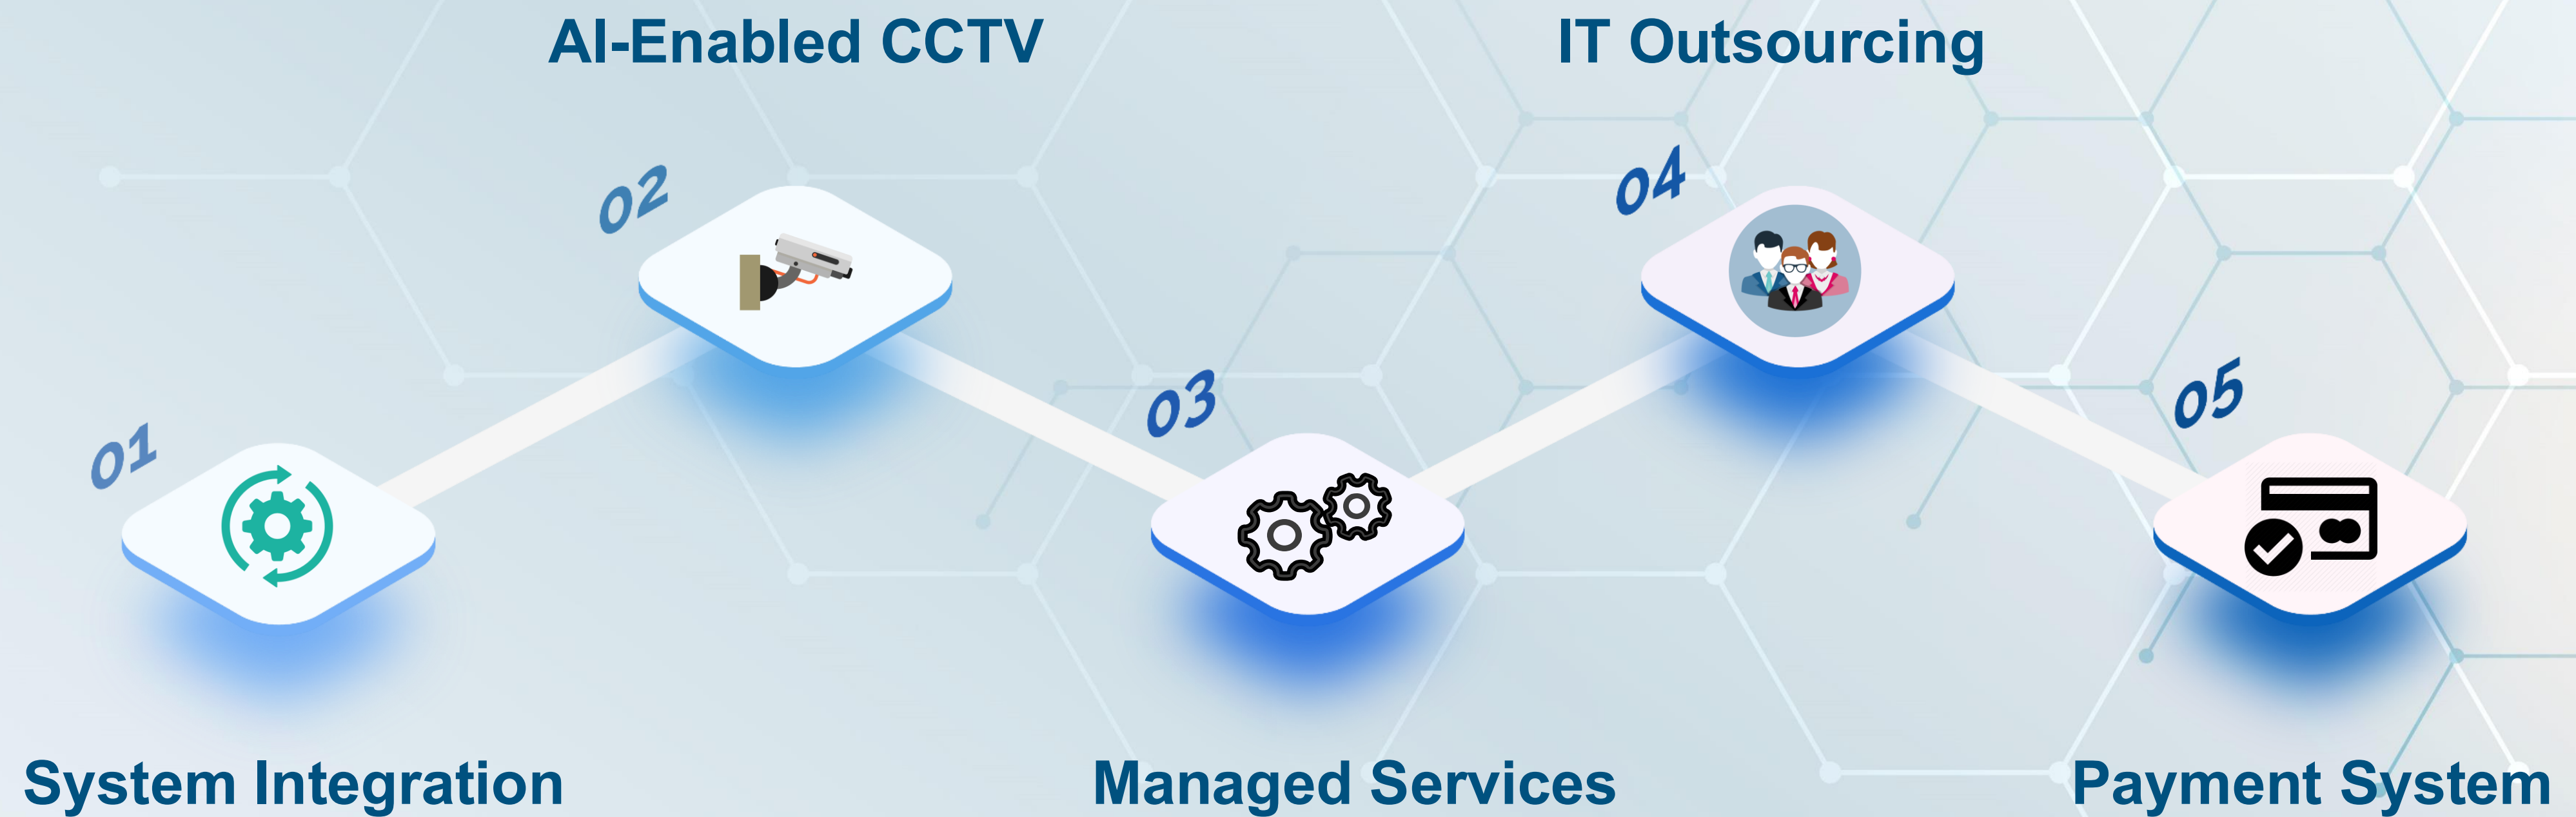 AI-Enabled CCTV
IT Outsourcing
02
04
03
05
01
System Integration
Managed Services
Payment System